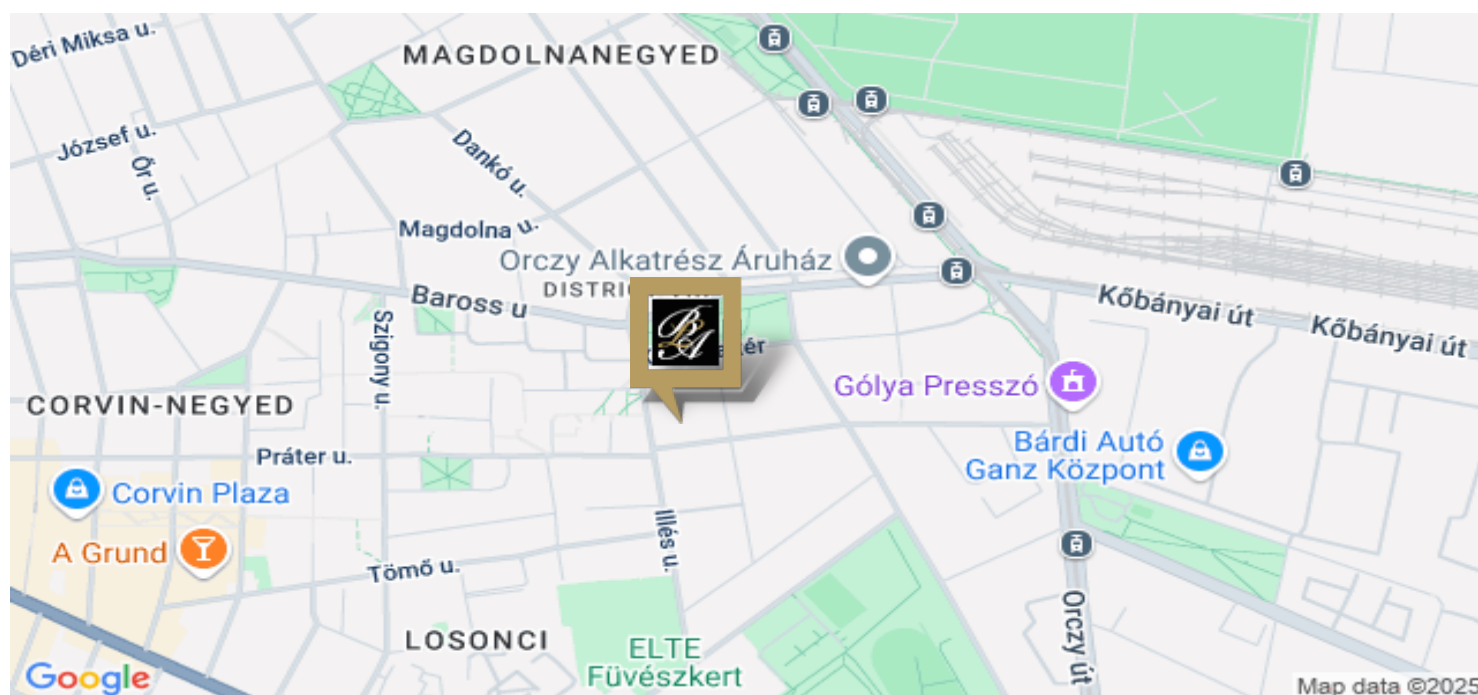 Déri Miksa u.
MAGDOLNANEGYED
József u.
Őr u.
Dankó u.
Magdolna u.
Orczy Alkatrész Áruház
Baross u
Kőbányai út
Kőbányai út
Szigony u.
Gólya Presszó
CORVIN-NEGYED
Bárdi Autó
Ganz Központ
Práter u.
Corvin Plaza
A Grund
Illés u.
Tömő u.
Orczy út
LOSONCI
ELTE
Füvészkert
Google
Map data ©2025